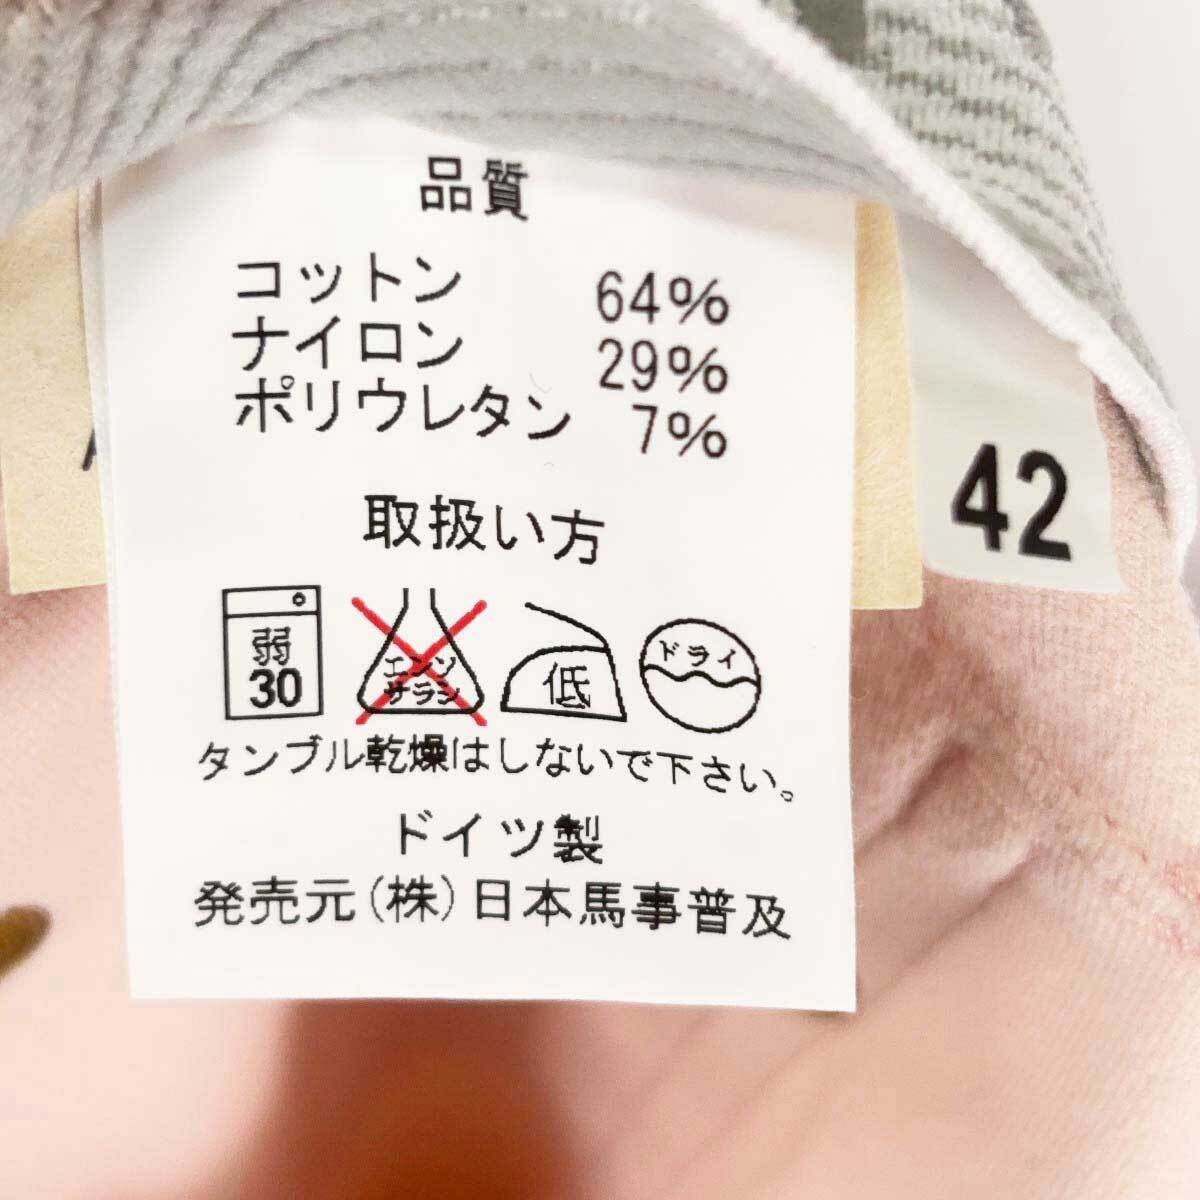 品質
コットン 64%
ナイロン 29%
ポリウレタン 7%
取扱い方
弱
30
エンソ
サラシ
低
ドライ
タンブル乾燥はしないで下さい。
ドイツ製
発売元(株)日本馬事普及
42